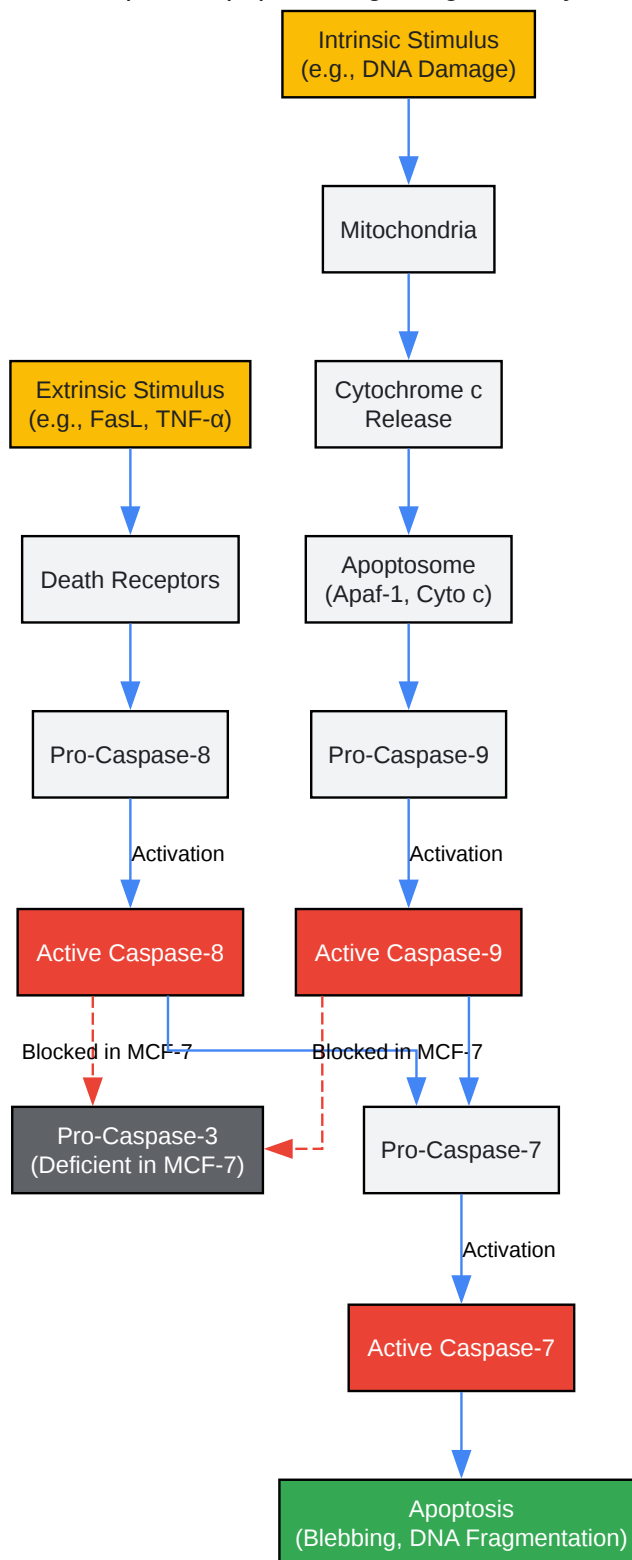 Intrinsic Stimulus
(e.g., DNA Damage)
Mitochondria
Extrinsic Stimulus
(e.g., FasL, TNF-α)
Cytochrome c
Release
Death Receptors
Apoptosome
(Apaf-1, Cyto c)
Pro-Caspase-8
Pro-Caspase-9
Activation
Activation
Active Caspase-8
Active Caspase-9
Blocked in MCF-7
Blocked in MCF-7
Pro-Caspase-3
(Deficient in MCF-7)
Pro-Caspase-7
Activation
Active Caspase-7
Apoptosis
(Blebbing, DNA Fragmentation)